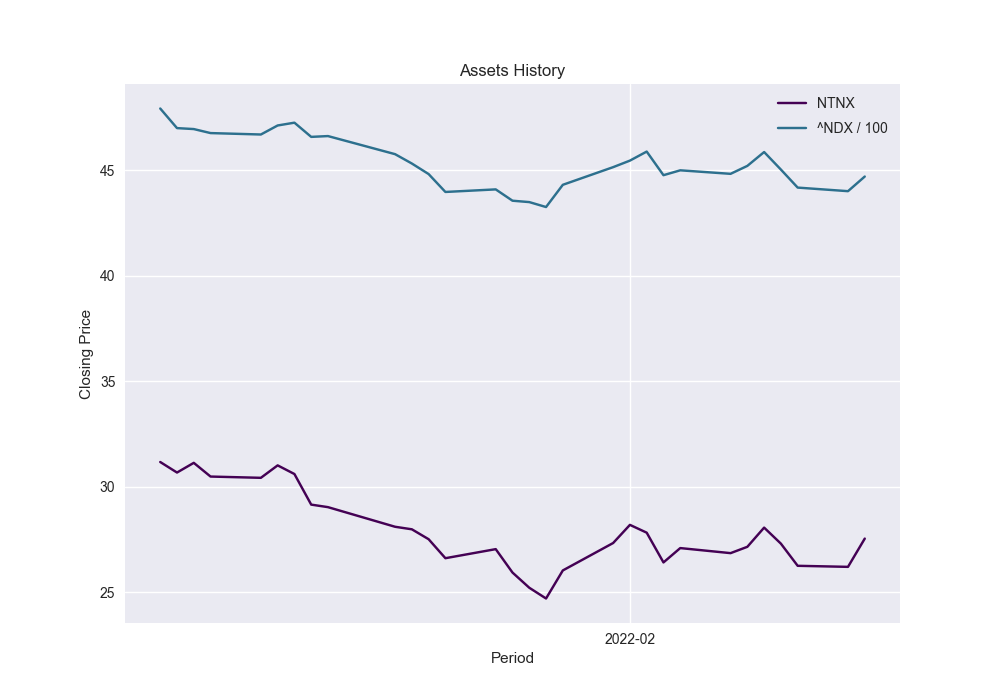 Assets History
NTNX
^NDX / 100
45
40
35
30
25
Closing Price
2022-02
Period